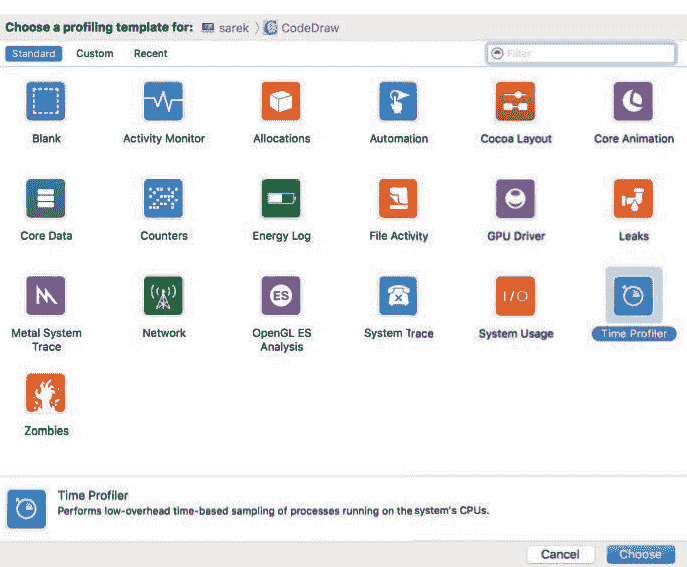 Choose a profiling template for: sarek 〉 CodeDraw
Standard Custom Recent Filter
Blank Activity Monitor Allocations Automation Cocoa Layout Core Animation
Core Data Counters Energy Log File Activity GPU Driver Leaks
ES I/O
Metal System Network OpenGL ES System Trace System Usage Time Profiler
Trace Analysis
Zombies
Time Profiler
Performs low-overhead time-based sampling of processes running on the system's CPUs.
Cancel Choose